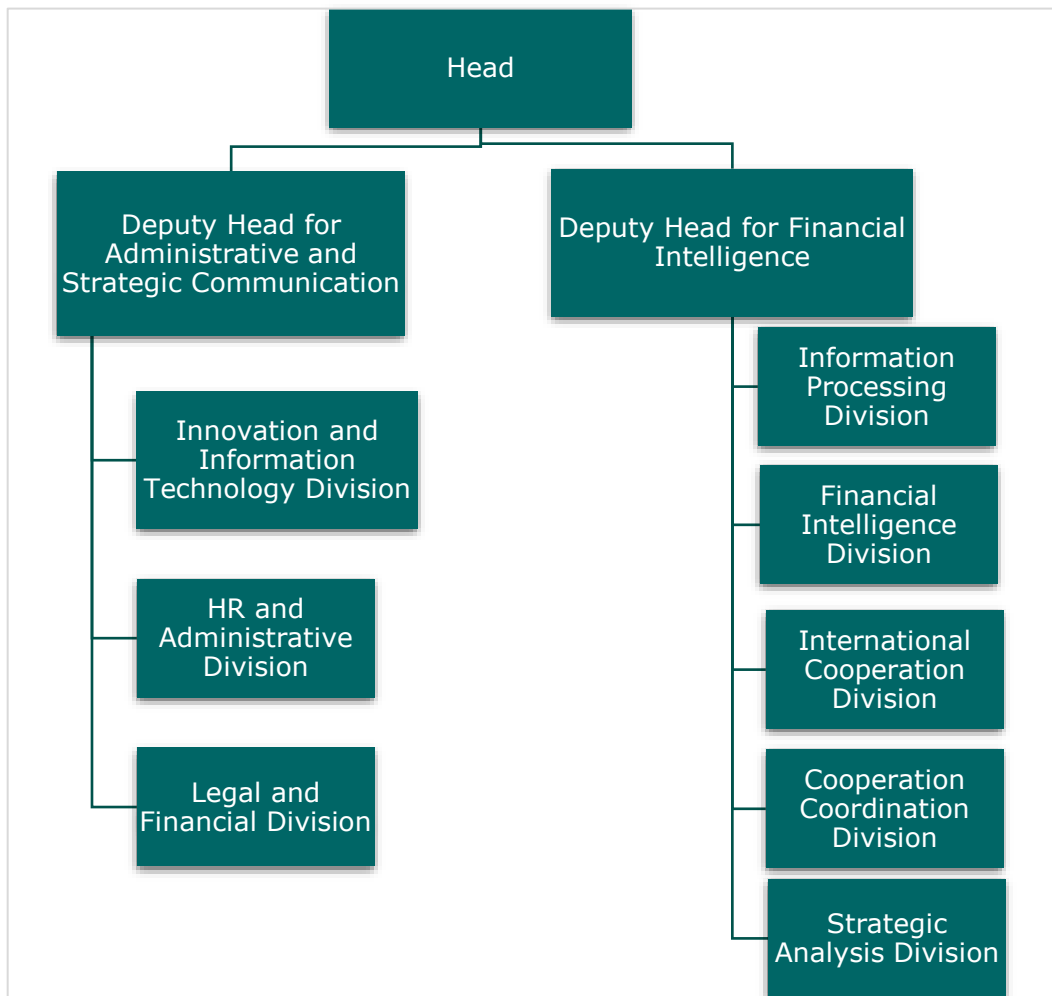 Head
Deputy Head for
Administrative and
Strategic Communication
Innovation and
Information
Technology Division
HR and
Administrative
Division
Legal and
Financial Division
Deputy Head for Financial
Intelligence
Information
Processing
Division
Financial
Intelligence
Division
International
Cooperation
Division
Cooperation
Coordination
Division
Strategic
Analysis Division